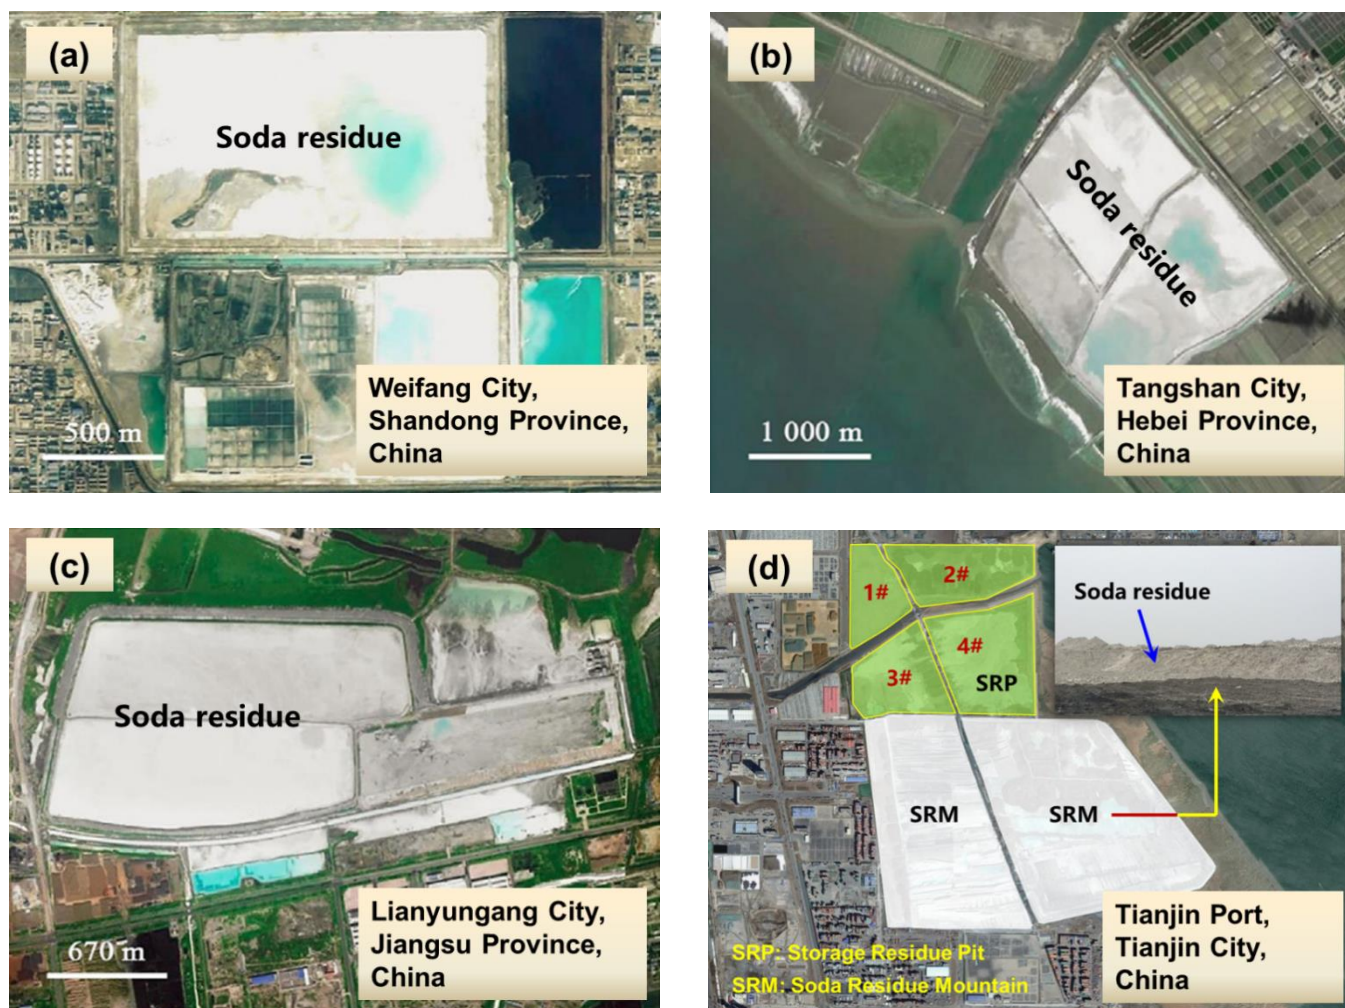 (a)
Soda residue
500 m
Weifang City,
Shandong Province,
China
(b)
Soda residue
1 000 m
Tangshan City,
Hebei Province,
China
(c)
Soda residue
670 m
Lianyungang City,
Jiangsu Province,
China
(d)
1#
2#
3#
4#
SRP
Soda residue
SRM
SRM
SRP: Storage Residue Pit
SRM: Soda Residue Mountain
Tianjin Port,
Tianjin City,
China